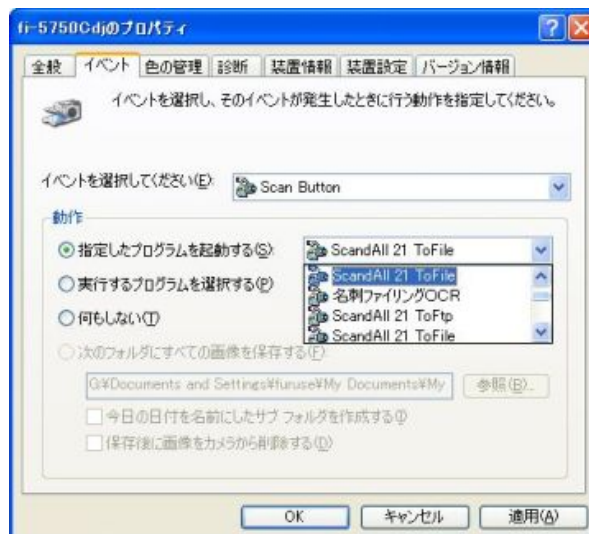 fi-5750Cdjのプロパティ
全般 イベント 色の管理 診断 装置情報 装置設定 バージョン情報
イベントを選択し、そのイベントが発生したときに行う動作を指定してください。
イベントを選択してください(E): Scan Button
動作
指定したプログラムを起動する(S): ScandAll 21 ToFile
ScandAll 21 ToFile
実行するプログラムを選択する(P)
名刺ファイリングOCR
ScandAll 21 ToFtp
何もしない(T)
ScandAll 21 ToFile
次のフォルダにすべての画像を保存する(F):
G:¥Documents and Settings¥furuse¥My Documents¥My 参照(B)...
今日の日付を名前にしたサブ フォルダを作成する(I)
保存後に画像をカメラから削除する(D)
OK キャンセル 適用(A)